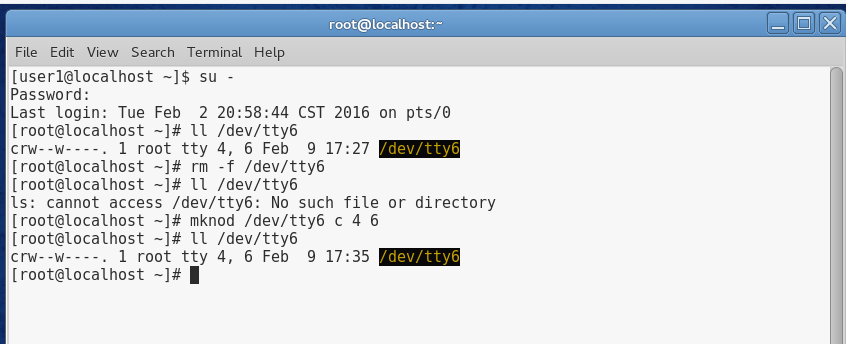 root@localhost:~
File Edit View Search Terminal Help
[user1@localhost ~]$ su -
Password:
Last login: Tue Feb  2 20:58:44 CST 2016 on pts/0
[root@localhost ~]# ll /dev/tty6
crw--w----. 1 root tty 4, 6 Feb  9 17:27 /dev/tty6
[root@localhost ~]# rm -f /dev/tty6
[root@localhost ~]# ll /dev/tty6
ls: cannot access /dev/tty6: No such file or directory
[root@localhost ~]# mknod /dev/tty6 c 4 6
[root@localhost ~]# ll /dev/tty6
crw--w----. 1 root tty 4, 6 Feb  9 17:35 /dev/tty6
[root@localhost ~]#